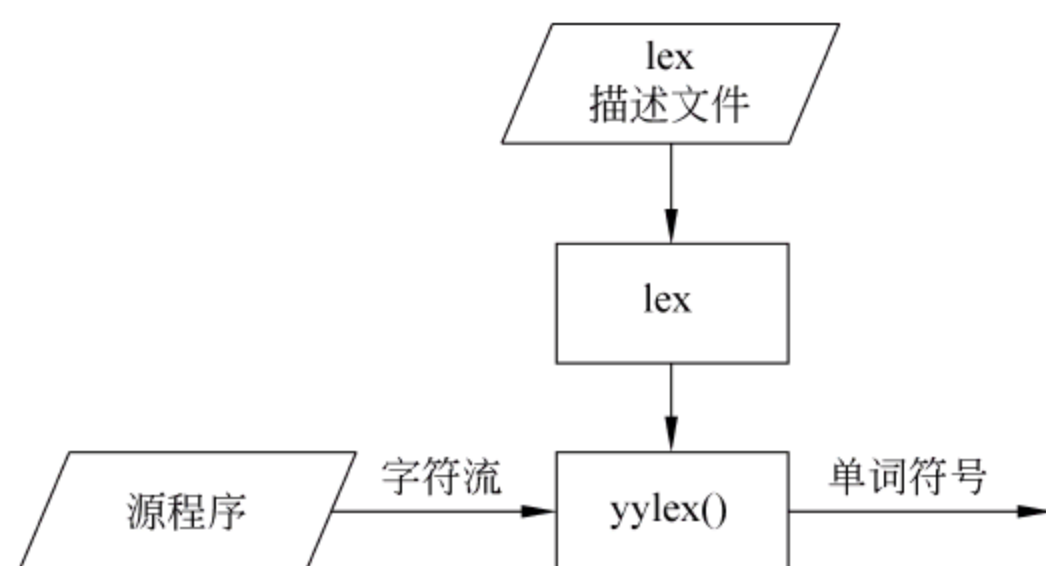 lex
描述文件
lex
字符流
单词符号
源程序
yylex()